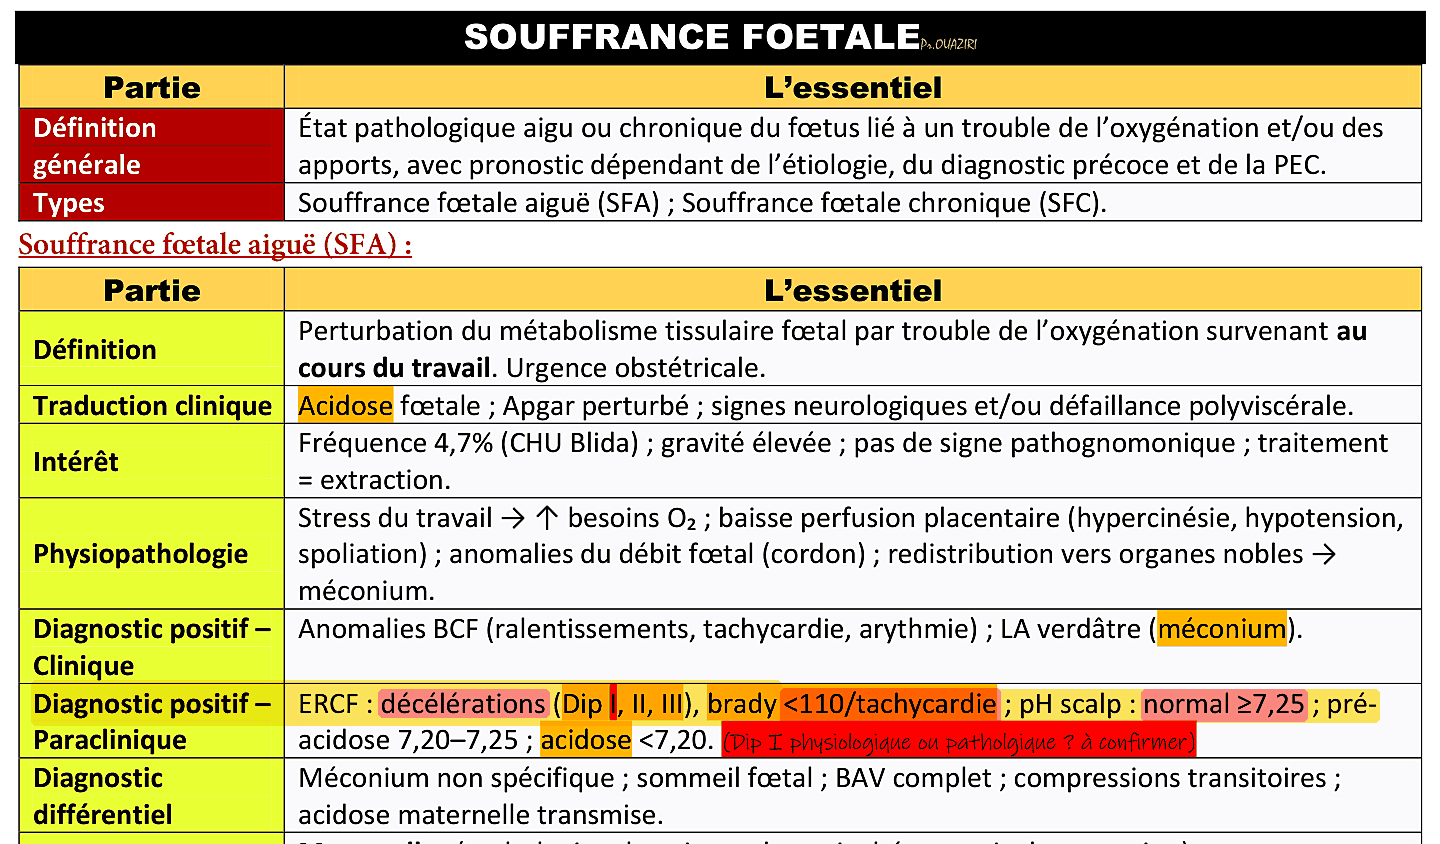 SOUFFRANCE FOETALE Pr.OUAZIRI
Partie L’essentiel
Définition générale
État pathologique aigu ou chronique du fœtus lié à un trouble de l’oxygénation et/ou des
apports, avec pronostic dépendant de l’étiologie, du diagnostic précoce et de la PEC.
Types Souffrance fœtale aiguë (SFA) ; Souffrance fœtale chronique (SFC).
Souffrance fœtale aiguë (SFA) :
Partie L’essentiel
Définition
Perturbation du métabolisme tissulaire fœtal par trouble de l’oxygénation survenant au
cours du travail. Urgence obstétricale.
Traduction clinique Acidose fœtale ; Apgar perturbé ; signes neurologiques et/ou défaillance polyviscérale.
Intérêt
Fréquence 4,7% (CHU Blida) ; gravité élevée ; pas de signe pathognomonique ; traitement
= extraction.
Physiopathologie
Stress du travail → ↑ besoins O₂ ; baisse perfusion placentaire (hypercinésie, hypotension,
spoliation) ; anomalies du débit fœtal (cordon) ; redistribution vers organes nobles →
méconium.
Diagnostic positif –
Clinique
Anomalies BCF (ralentissements, tachycardie, arythmie) ; LA verdâtre (méconium).
Diagnostic positif –
Paraclinique
ERCF : décélérations (Dip I, II, III), brady <110/tachycardie ; pH scalp : normal ≥7,25 ; pré-
acidose 7,20–7,25 ; acidose <7,20. (Dip I physiologique ou patholgique ? à confirmer)
Diagnostic
différentiel
Méconium non spécifique ; sommeil fœtal ; BAV complet ; compressions transitoires ;
acidose maternelle transmise.